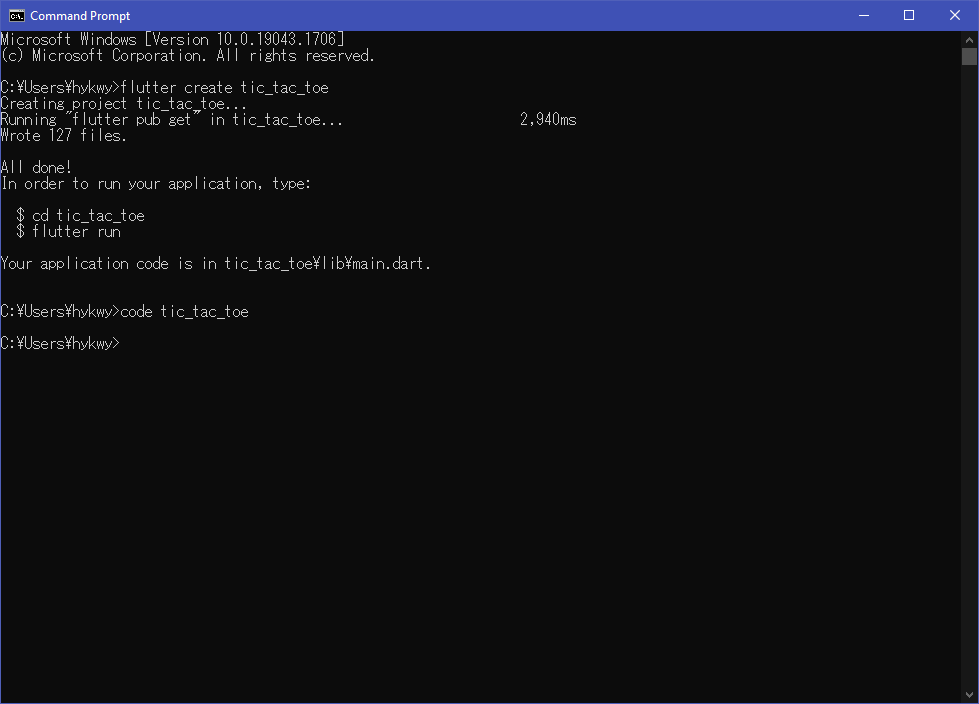 Command Prompt
Microsoft Windows [Version 10.0.19043.1706]
(c) Microsoft Corporation. All rights reserved.
C:¥Users¥hykwy>flutter create tic_tac_toe
Creating project tic_tac_toe...
Running "flutter pub get" in tic_tac_toe... 2,940ms
Wrote 127 files.
All done!
In order to run your application, type:
$ cd tic_tac_toe
$ flutter run
Your application code is in tic_tac_toe¥lib¥main.dart.
C:¥Users¥hykwy>code tic_tac_toe
C:¥Users¥hykwy>